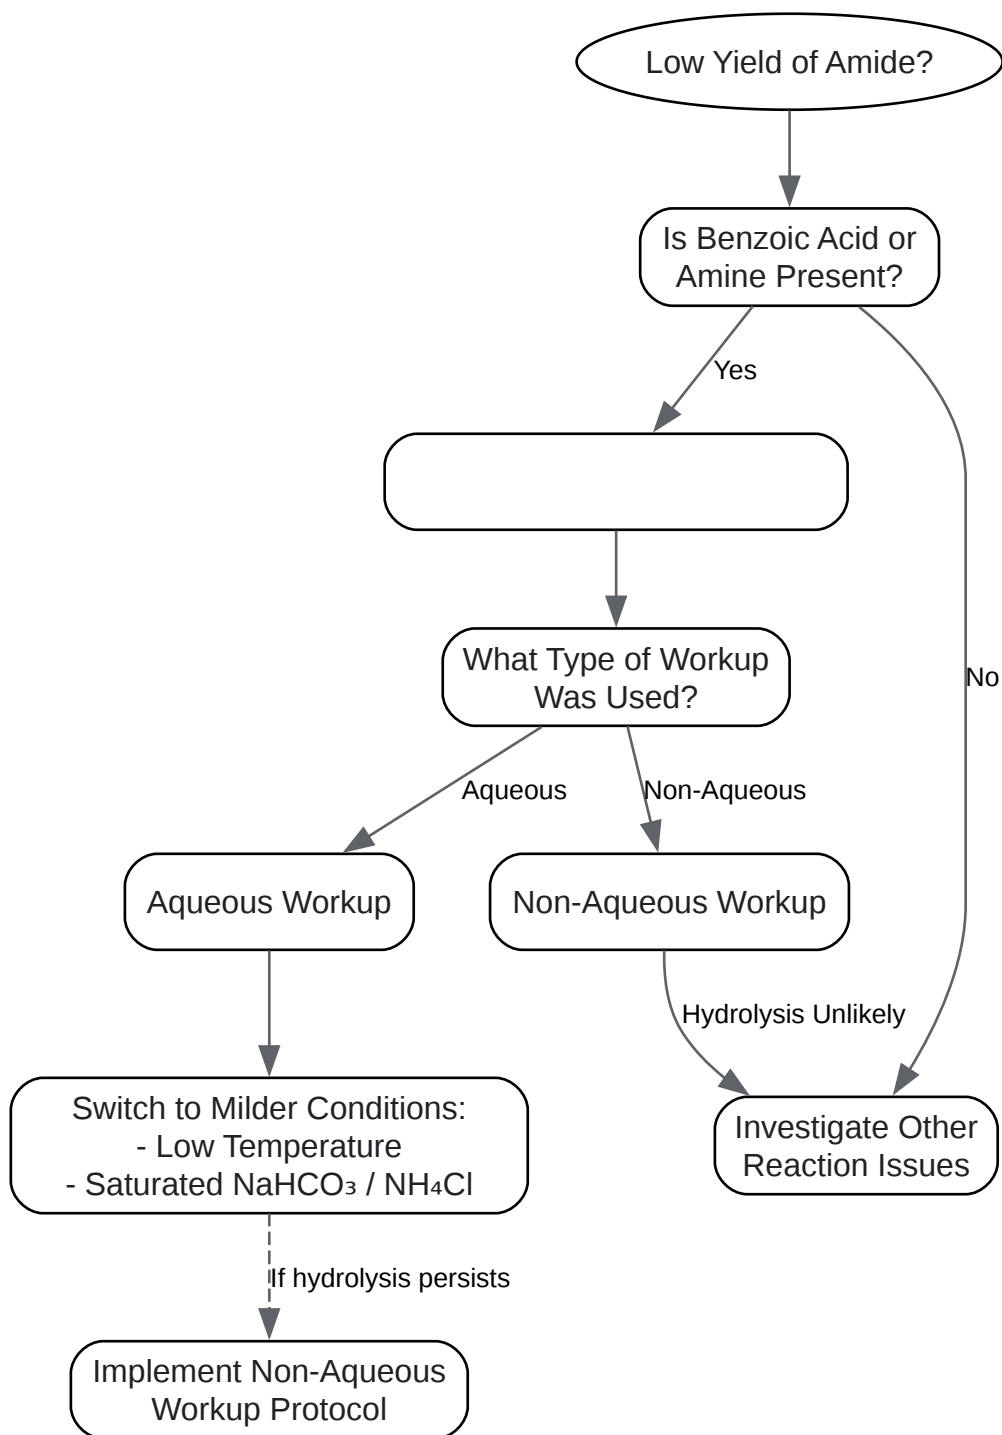 Low Yield of Amide?
Is Benzoic Acid or
Amine Present?
Yes
What Type of Workup
Was Used?
No
Aqueous
Non-Aqueous
Aqueous Workup
Non-Aqueous Workup
Hydrolysis Unlikely
Switch to Milder Conditions:
- Low Temperature
- Saturated NaHCO₃ / NH₄Cl
Investigate Other
Reaction Issues
If hydrolysis persists
Implement Non-Aqueous
Workup Protocol